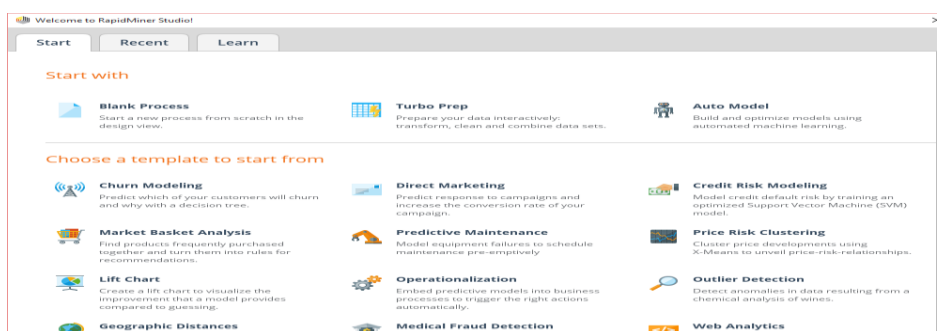 Welcome to RapidMiner Studio!
Start
Recent
Learn
Start with
Blank Process
Start a new process from scratch in the
design view.
Turbo Prep
Prepare your data interactively:
transform, clean and combine data sets.
Auto Model
Build and optimize models using
automated machine learning.
Choose a template to start from
Churn Modeling
Predict which of your customers will churn
and why with a decision tree.
Direct Marketing
Predict response to campaigns and
increase the conversion rate of your
campaign.
Credit Risk Modeling
Model credit default risk by training an
optimized Support Vector Machine (SVM)
model.
Market Basket Analysis
Find products frequently purchased
together and turn them into rules for
recommendations.
Predictive Maintenance
Model equipment failures to schedule
maintenance pre-emptively
Price Risk Clustering
Cluster price developments using
X-Means to unveil price-risk-relationships.
Lift Chart
Create a lift chart to visualize the
improvement that a model provides
compared to guessing.
Operationalization
Embed predictive models into business
processes to trigger the right actions
automatically.
Outlier Detection
Detect anomalies in data resulting from a
chemical analysis of wines.
Geographic Distances
Medical Fraud Detection
Web Analytics